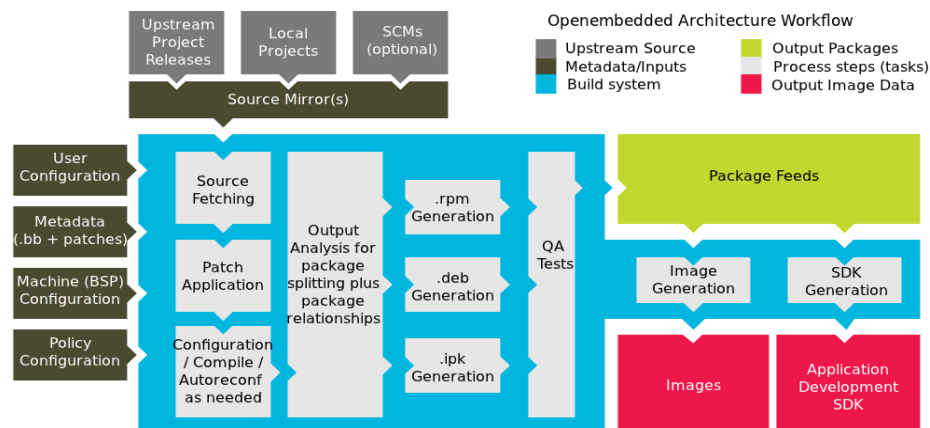 Openembedded Architecture Workflow
Upstream Source
Metadata/Inputs
Build system
Output Packages
Process steps (tasks)
Output Image Data
Upstream
Project
Releases
Local
Projects
SCMs
(optional)
Source Mirror(s)
User
Configuration
Metadata
(.bb + patches)
Machine (BSP)
Configuration
Policy
Configuration
Source
Fetching
Patch
Application
Configuration
/ Compile /
Autoreconf
as needed
Output
Analysis for
package
splitting plus
package
relationships
.rpm
Generation
.deb
Generation
.ipk
Generation
QA
Tests
Package Feeds
Image
Generation
SDK
Generation
Images
Application
Development
SDK